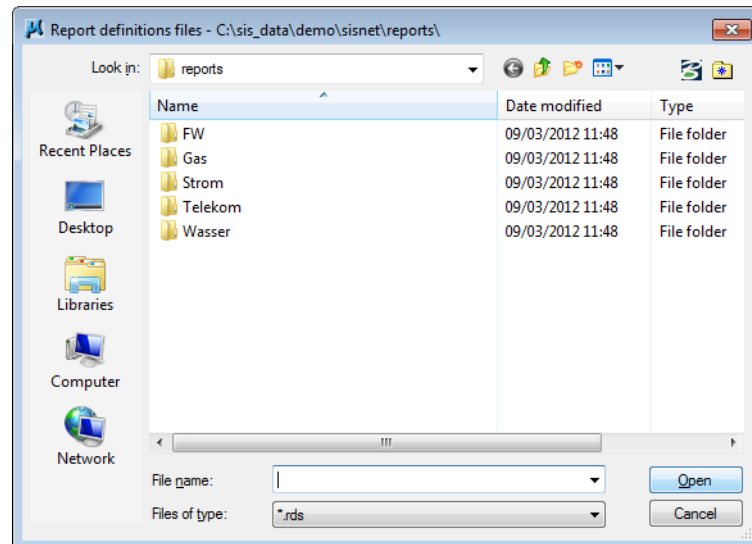 Report definitions files - C:\sis_data\demo\sisnet\reports\
Look in: reports
Recent Places
Desktop
Libraries
Computer
Network
Name Date modified Type
FW 09/03/2012 11:48 File folder
Gas 09/03/2012 11:48 File folder
Strom 09/03/2012 11:48 File folder
Telekom 09/03/2012 11:48 File folder
Wasser 09/03/2012 11:48 File folder
File name: Open
Files of type: *.rds Cancel